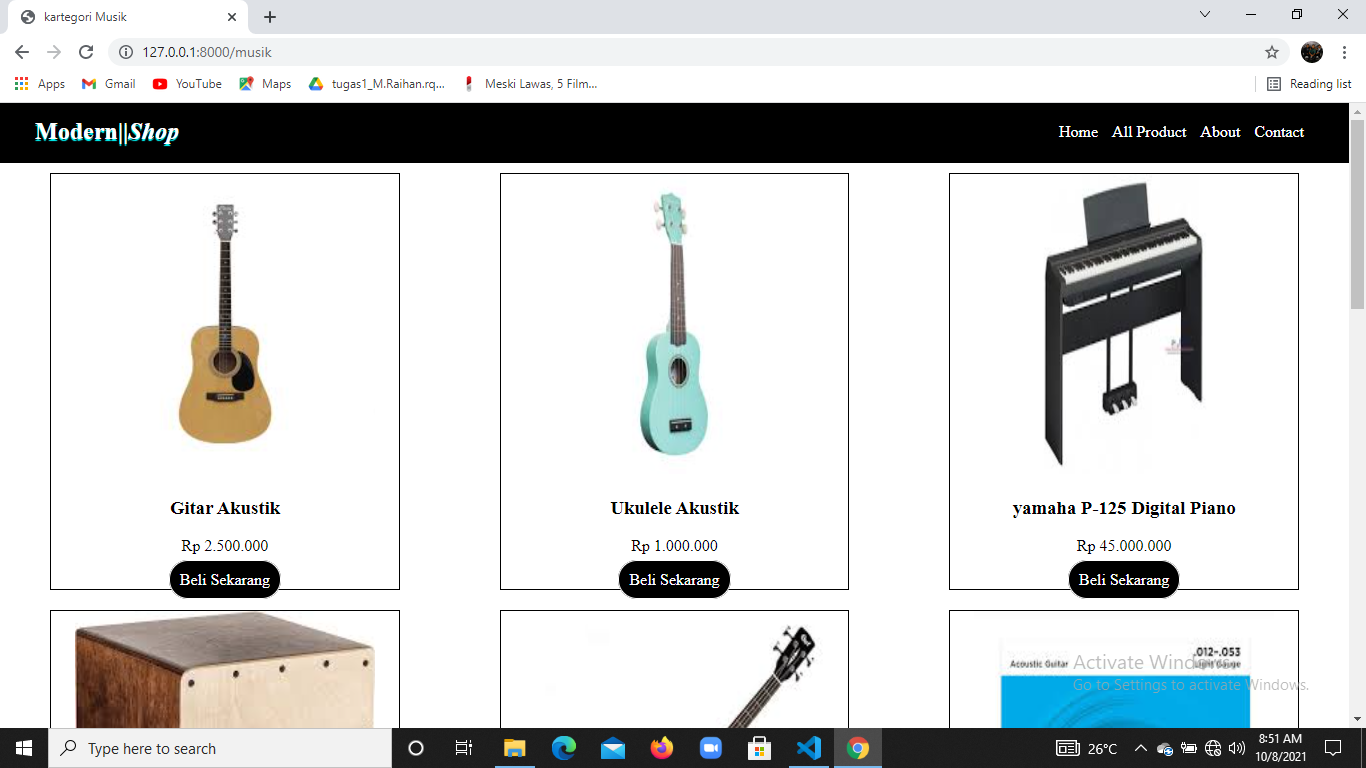 kartegori Musik
127.0.0.1:8000/musik
Apps Gmail YouTube Maps tugas1_M.Raihan.rq... Meski Lawas, 5 Film... Reading list
Modern||Shop Home All Product About Contact
Gitar Akustik
Rp 2.500.000
Beli Sekarang
Ukulele Akustik
Rp 1.000.000
Beli Sekarang
yamaha P-125 Digital Piano
Rp 45.000.000
Beli Sekarang
Acoustic Guitar
.012-.053
Light Gauge
Activate Windows
Go to Settings to activate Windows.
Type here to search
26°C
8:51 AM
10/8/2021